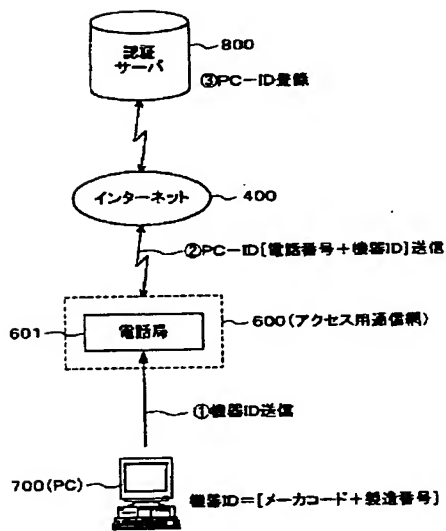 認証
サーバ
800
③PC-ID登録
インターネット
400
②PC-ID[電話番号+機器ID]送信
601
電話局
600(アクセス用通信網)
①機器ID送信
700(PC)
機器ID=[メーカコード+製造番号]